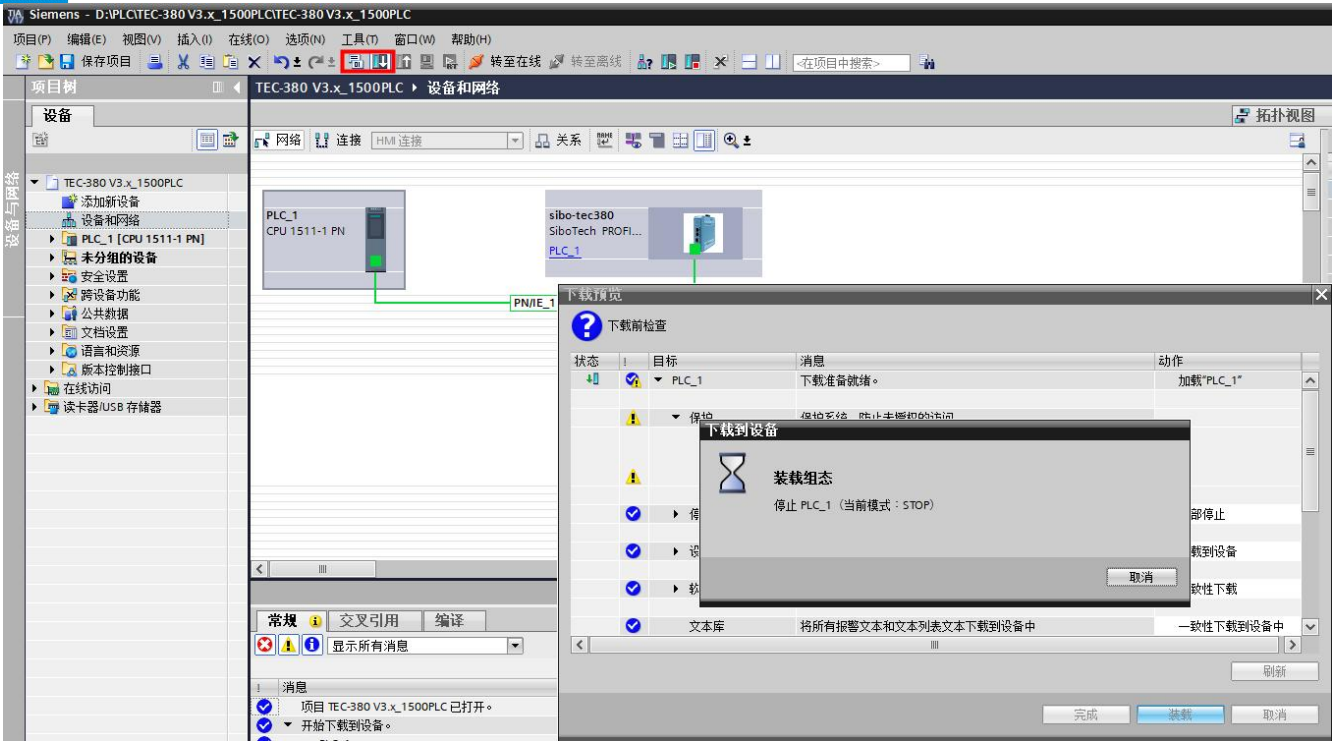 Siemens - D:\PLC\TEC-380 V3.x_1500PLC\TEC-380 V3.x_1500PLC
项目(P) 编辑(E) 视图(V) 插入(I) 在线(O) 选项(N) 工具(T) 窗口(W) 帮助(H)
保存项目 转至在线 转至离线 <在项目中搜索>
项目树
TEC-380 V3.x_1500PLC ▸ 设备和网络
设备
拓扑视图
网络 连接 HMI 连接 关系
设备与网络
TEC-380 V3.x_1500PLC
添加新设备
设备和网络
PLC_1 [CPU 1511-1 PN]
未分组的设备
安全设置
跨设备功能
公共数据
文档设置
语言和资源
版本控制接口
在线访问
读卡器/USB 存储器
PLC_1
CPU 1511-1 PN
sibo-tec380
SiboTech PROFI...
PLC_1
PN/IE_1
下载预览
下载前检查
状态 ! 目标 消息 动作
PLC_1 下载准备就绪。 加载"PLC_1"
保护 保护系统，防止未授权的访问
下载到设备
装载组态
停止 PLC_1（当前模式：STOP）
取消
部停止
载到设备
致性下载
文本库 将所有报警文本和文本列表文本下载到设备中 一致性下载到设备中
刷新
完成 装载 取消
常规 交叉引用 编译
显示所有消息
! 消息
项目 TEC-380 V3.x_1500PLC 已打开。
开始下载到设备。